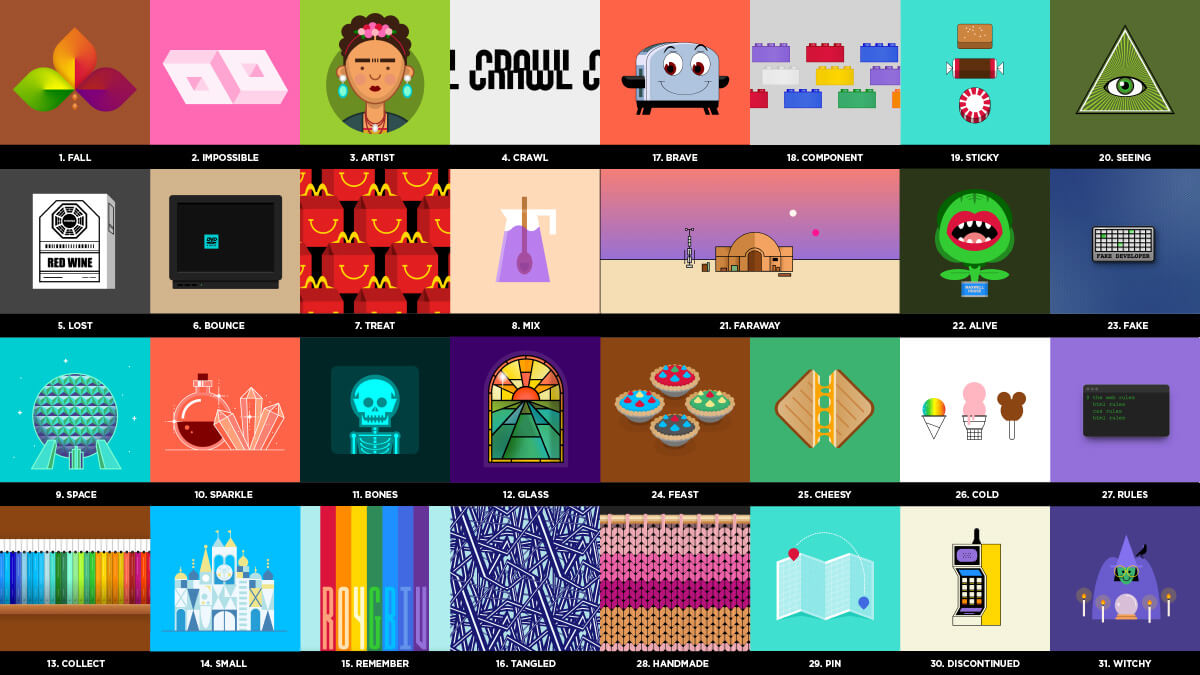 CRAWL
1. FALL
2. IMPOSSIBLE
3. ARTIST
4. CRAWL
17. BRAVE
18. COMPONENT
19. STICKY
20. SEEING
RED WINE
DVD
MAXWELL
HOUSE
FAKE DEVELOPER
5. LOST
6. BOUNCE
7. TREAT
8. MIX
21. FARAWAY
22. ALIVE
23. FAKE
# the web rules
html rules
css rules
html rules
9. SPACE
10. SPARKLE
11. BONES
12. GLASS
24. FEAST
25. CHEESY
26. COLD
27. RULES
ROYGBIV
13. COLLECT
14. SMALL
15. REMEMBER
16. TANGLED
28. HANDMADE
29. PIN
30. DISCONTINUED
31. WITCHY